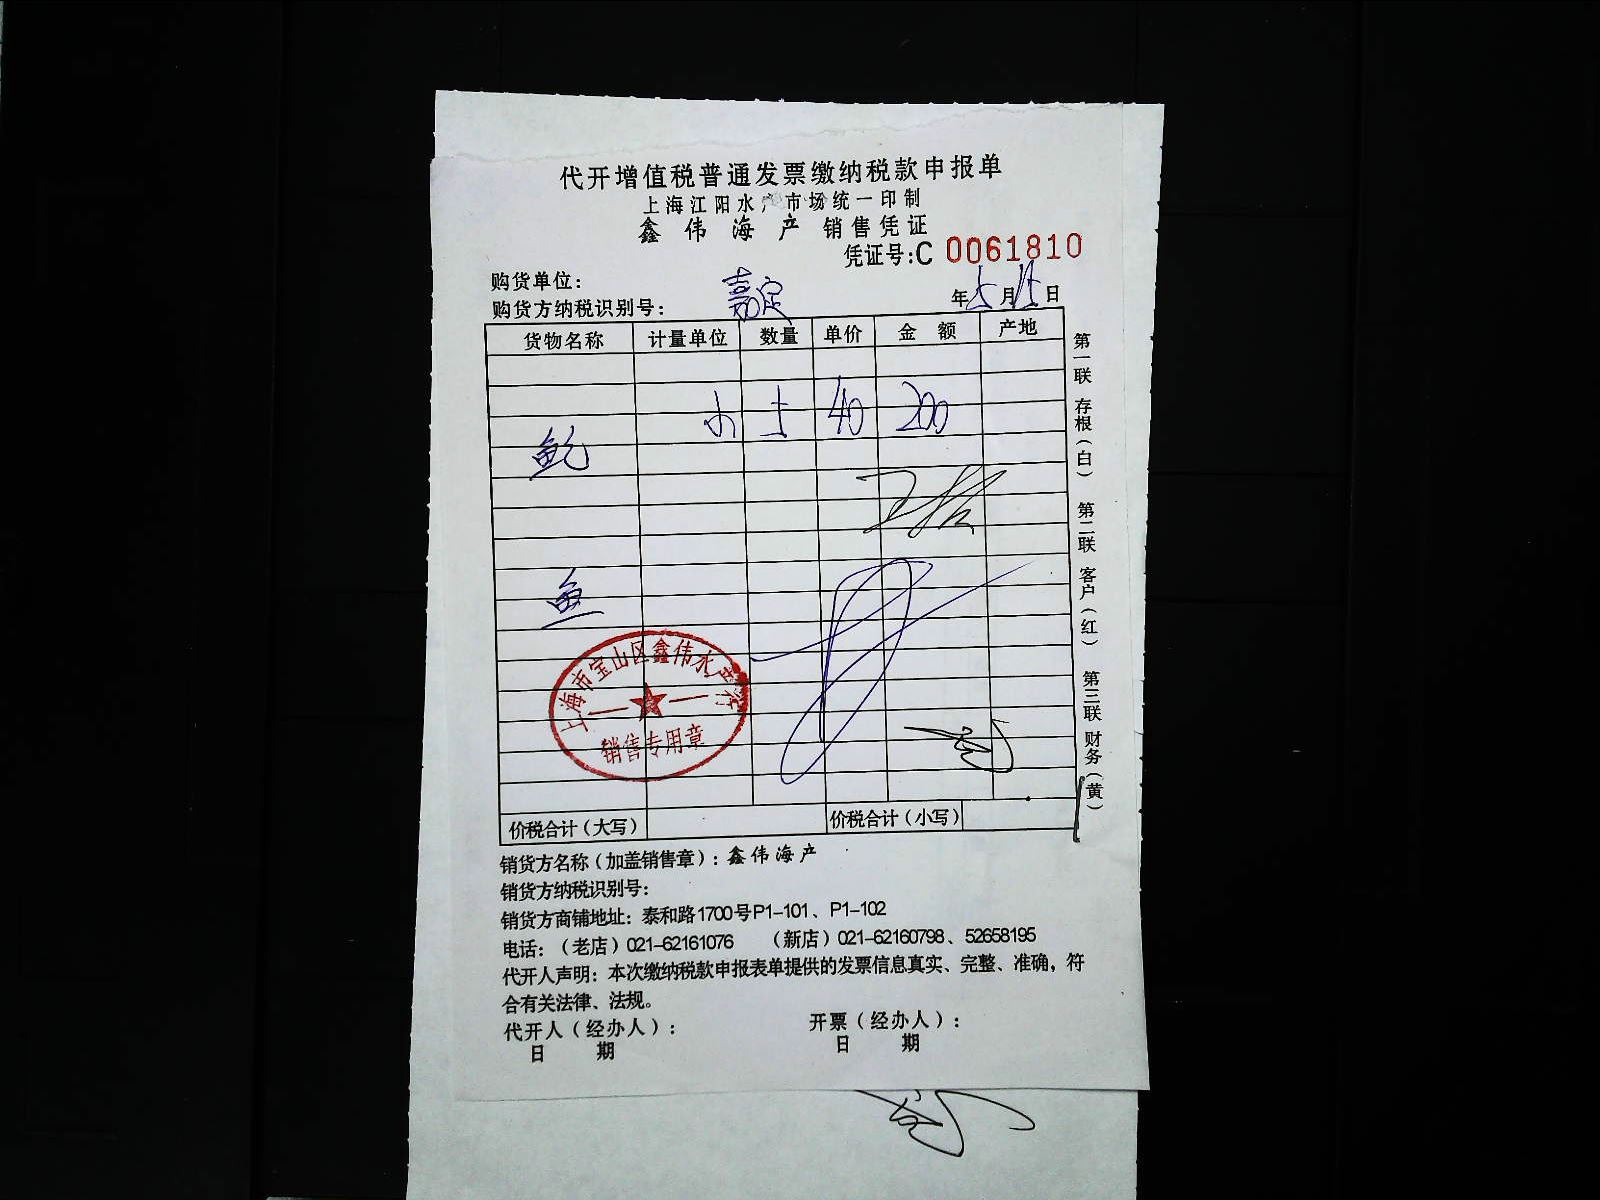 代开增值税普通发票缴纳税款申报单
上海江阳水产市场统一印制
鑫伟海产 销售凭证
凭证号:C 0061810
购货单位:
购货方纳税识别号: 嘉定 年 5 月 15 日
货物名称 计量单位 数量 单价 金额 产地
小 40 200
鱼
上海市宝山区鑫伟水产行
销售专用章
价税合计（大写） 价税合计（小写）
第一联 存根（白） 第二联 客户（红） 第三联 财务（黄）
销货方名称（加盖销售章）: 鑫伟海产
销货方纳税识别号:
销货方商铺地址: 泰和路1700号P1-101、P1-102
电话:（老店）021-62161076 （新店）021-62160798、52658195
代开人声明: 本次缴纳税款申报表单提供的发票信息真实、完整、准确，符
合有关法律、法规。
代开人（经办人）: 开票（经办人）:
日 期 日 期